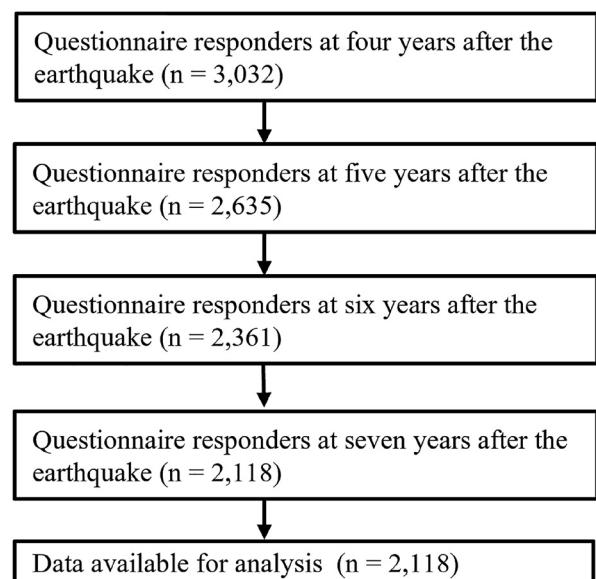 Questionnaire responders at four years after the
earthquake (n = 3,032)
Questionnaire responders at five years after the
earthquake (n = 2,635)
Questionnaire responders at six years after the
earthquake (n = 2,361)
Questionnaire responders at seven years after the
earthquake (n = 2,118)
Data available for analysis (n = 2,118)